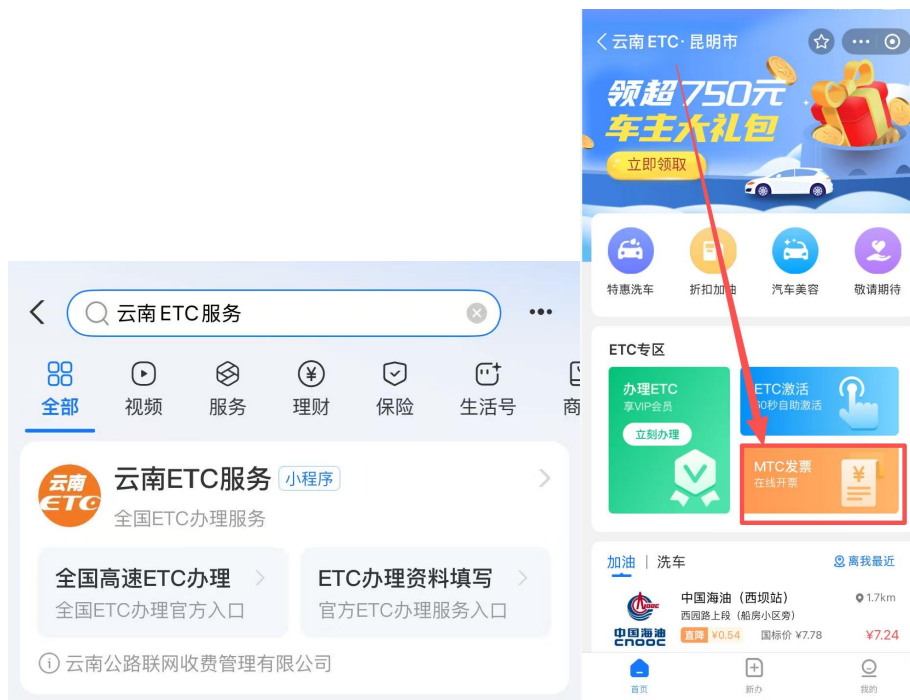 云南ETC服务
全部 视频 服务 理财 保险 生活号 商
云南
ETC
云南ETC服务 小程序
全国ETC办理服务
全国高速ETC办理
全国ETC办理官方入口
ETC办理资料填写
官方ETC办理服务入口
云南公路联网收费管理有限公司
云南ETC·昆明市
领超750元
车主大礼包
立即领取
特惠洗车 折扣加油 汽车美容 敬请期待
ETC专区
办理ETC
享VIP会员
立刻办理
ETC激活
60秒自助激活
MTC发票
在线开票
加油 | 洗车 离我最近
中国海油(西坝站) 1.7km
西园路上段(船房小区旁)
CNOOC
中国海油
CNOOC
直降 ¥0.54 国标价 ¥7.78 ¥7.24
首页 新办 我的